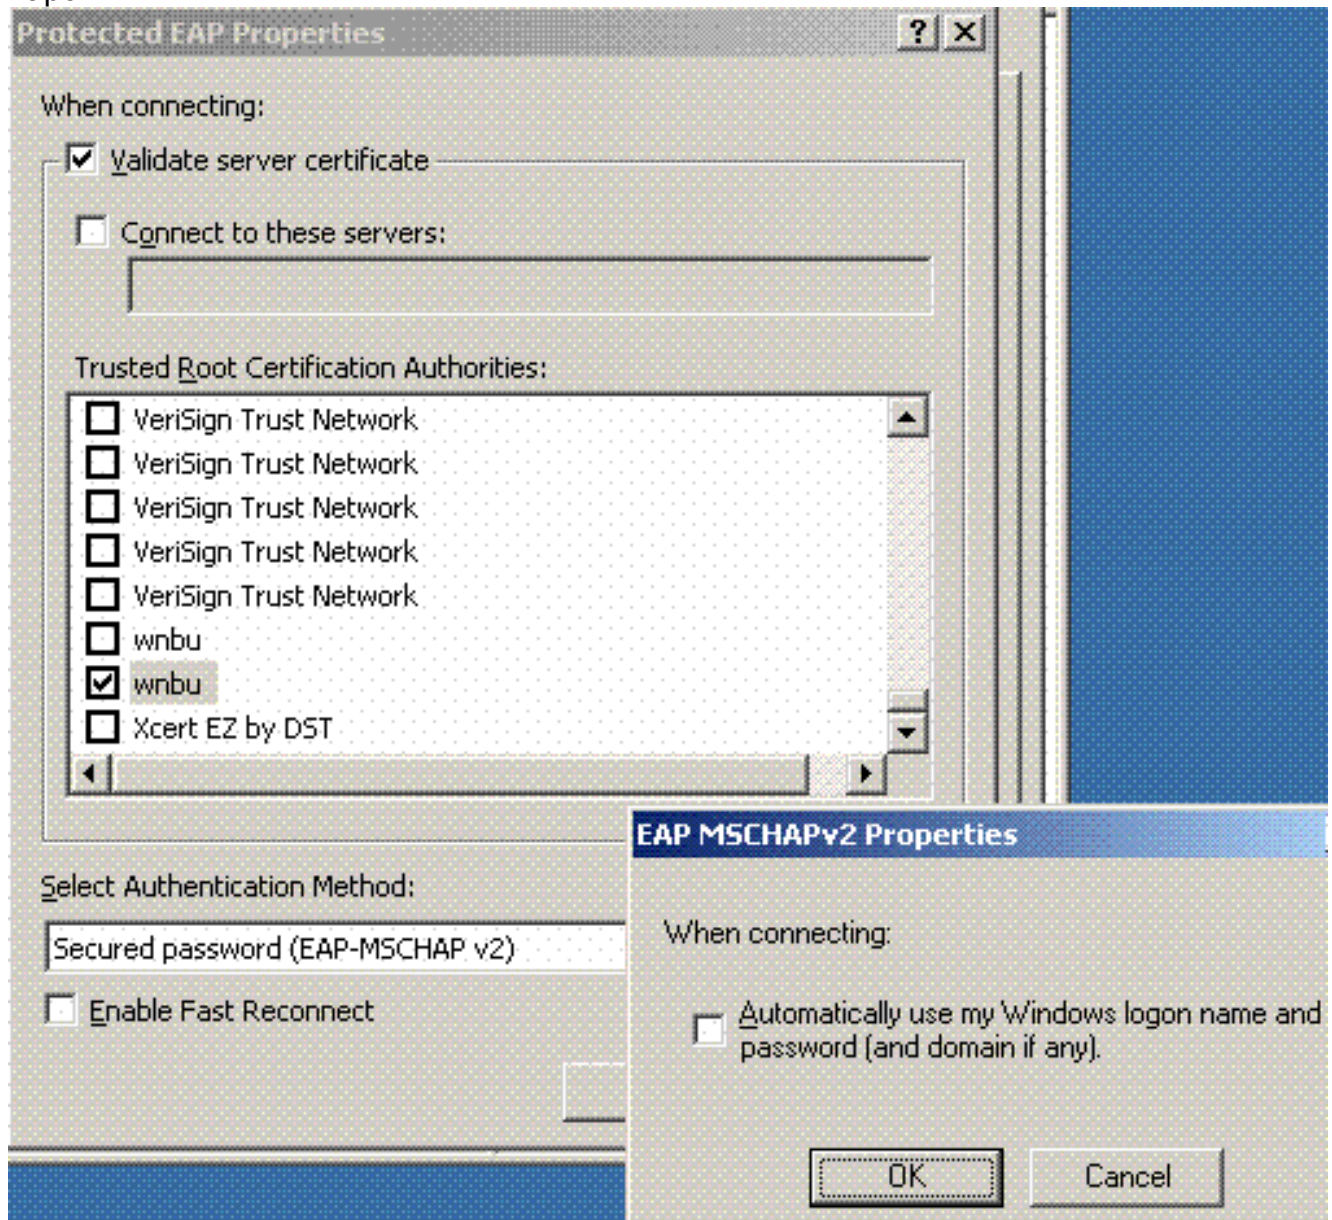 Protected EAP Properties
When connecting:
Validate server certificate
Connect to these servers:
Trusted Root Certification Authorities:
VeriSign Trust Network
VeriSign Trust Network
VeriSign Trust Network
VeriSign Trust Network
VeriSign Trust Network
wnbu
wnbu
Xcert EZ by DST
Select Authentication Method:
Secured password (EAP-MSCHAP v2)
Enable Fast Reconnect
EAP MSCHAPv2 Properties
When connecting:
Automatically use my Windows logon name and
password (and domain if any).
OK
Cancel